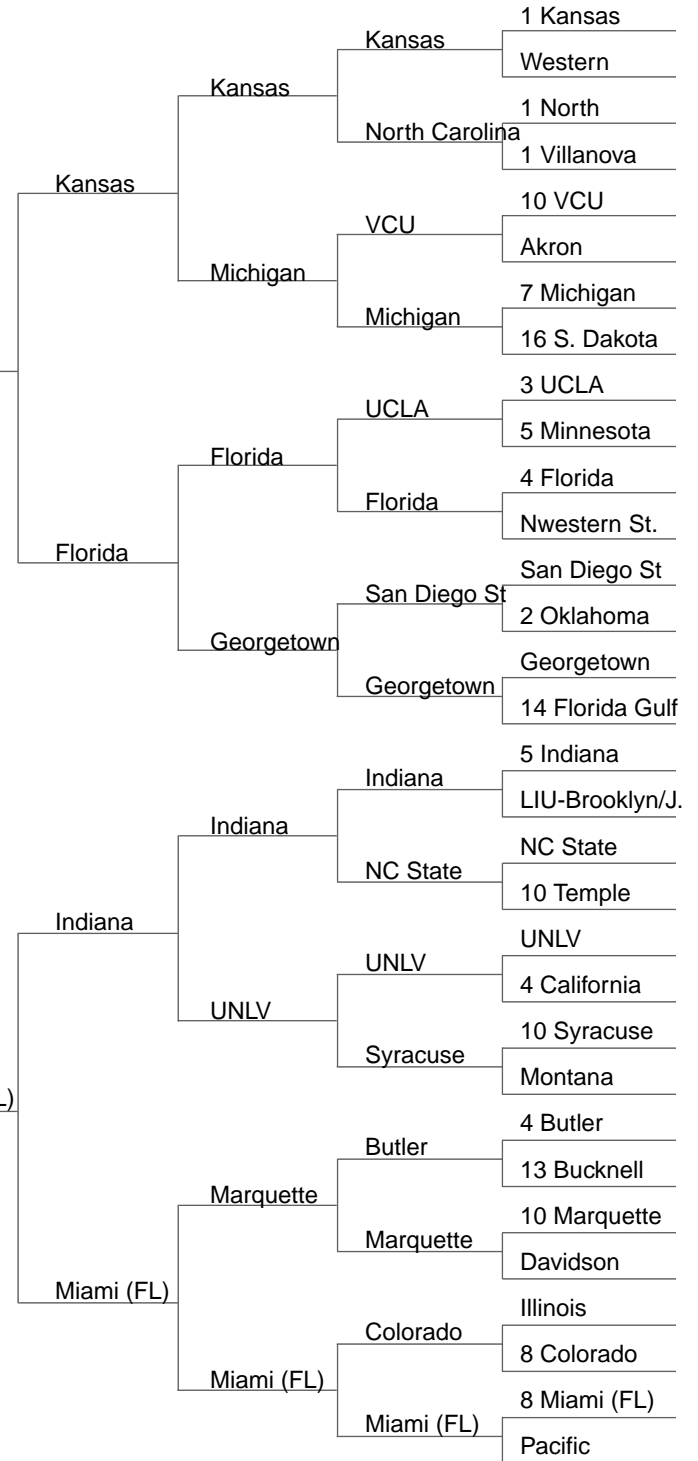 1 Kansas
Kansas
Western
Kansas
1 North
North Carolina
1 Villanova
Kansas
10 VCU
VCU
Akron
Michigan
7 Michigan
Michigan
16 S. Dakota
3 UCLA
UCLA
5 Minnesota
Florida
4 Florida
Florida
Nwestern St.
Florida
San Diego St
San Diego St
2 Oklahoma
Georgetown
Georgetown
Georgetown
14 Florida Gulf
5 Indiana
Indiana
LIU-Brooklyn/J.
Indiana
NC State
NC State
10 Temple
Indiana
UNLV
UNLV
4 California
UNLV
10 Syracuse
Syracuse
Montana
L)
4 Butler
Butler
13 Bucknell
Marquette
10 Marquette
Marquette
Davidson
Miami (FL)
Illinois
Colorado
8 Colorado
Miami (FL)
8 Miami (FL)
Miami (FL)
Pacific